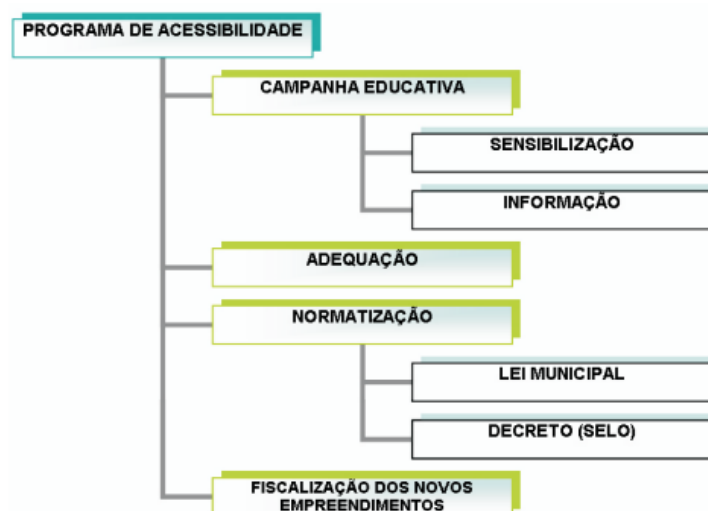 PROGRAMA DE ACESSIBILIDADE
CAMPANHA EDUCATIVA
SENSIBILIZAÇÃO
INFORMAÇÃO
ADEQUAÇÃO
NORMATIZAÇÃO
LEI MUNICIPAL
DECRETO (SELO)
FISCALIZAÇÃO DOS NOVOS
EMPREENDIMENTOS